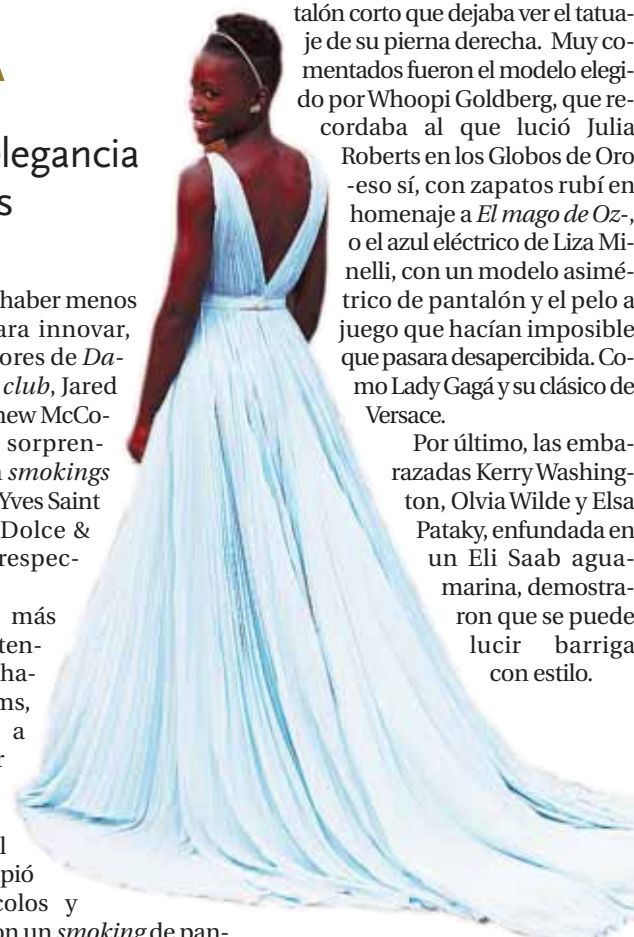 A
elegancia
s
haber menos
ara innovar,
ores de Da-
club, Jared
new McCo-
sorpren-
smokings
Yves Saint
Dolce &
respec-
más
ten-
ha-
ms,
a
r
l
pió
colos y
on un smoking de pan-
talón corto que dejaba ver el tatua-
je de su pierna derecha. Muy co-
mentados fueron el modelo elegi-
do por Whoopi Goldberg, que re-
cordaba al que lució Julia
Roberts en los Globos de Oro
-eso sí, con zapatos rubí en
homenaje a El mago de Oz-,
o el azul eléctrico de Liza Mi-
nelli, con un modelo asimé-
trico de pantalón y el pelo a
juego que hacían imposible
que pasara desapercibida. Co-
mo Lady Gagá y su clásico de
Versace.
Por último, las emba-
razadas Kerry Washing-
ton, Olvia Wilde y Elsa
Pataky, enfundada en
un Eli Saab agua-
marina, demostra-
ron que se puede
lucir barriga
con estilo.